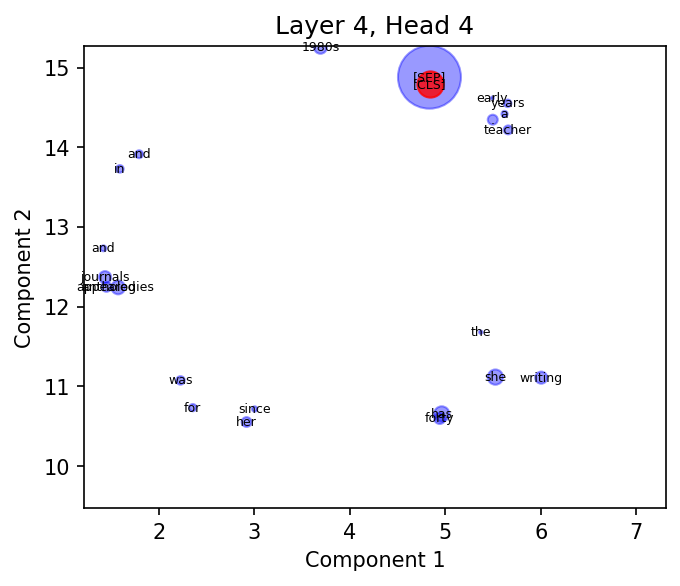 Layer 4, Head 4
1980s
[SEP]
[CLS]
early
years
a
teacher
and
in
and
journals
anthologies
was
for
since
her
the
she
writing
has
forty
15
14
13
12
11
10
Component 2
2
3
4
5
6
7
Component 1